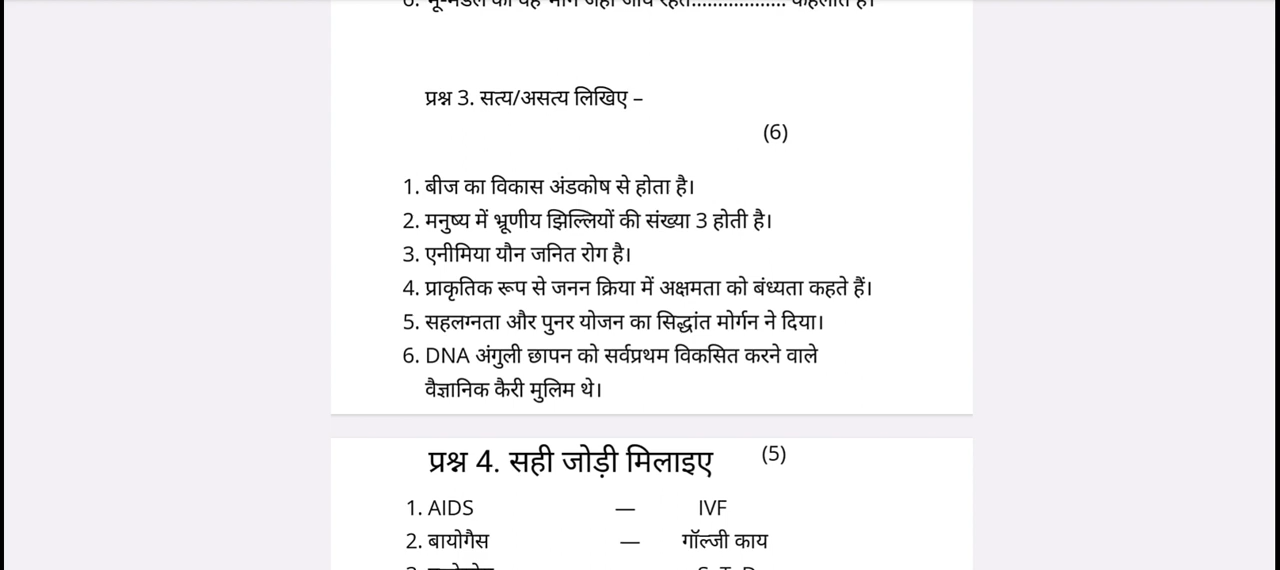 प्रश्न 3. सत्य/असत्य लिखिए –
(6)
1. बीज का विकास अंडकोष से होता है।
2. मनुष्य में भ्रूणीय झिल्लियों की संख्या 3 होती है।
3. एनीमिया यौन जनित रोग है।
4. प्राकृतिक रूप से जनन क्रिया में अक्षमता को बंध्यता कहते हैं।
5. सहलग्नता और पुनर योजन का सिद्धांत मोर्गन ने दिया।
6. DNA अंगुली छापन को सर्वप्रथम विकसित करने वाले
वैज्ञानिक कैरी मुलिम थे।
प्रश्न 4. सही जोड़ी मिलाइए (5)
1. AIDS — IVF
2. बायोगैस — गॉल्जी काय